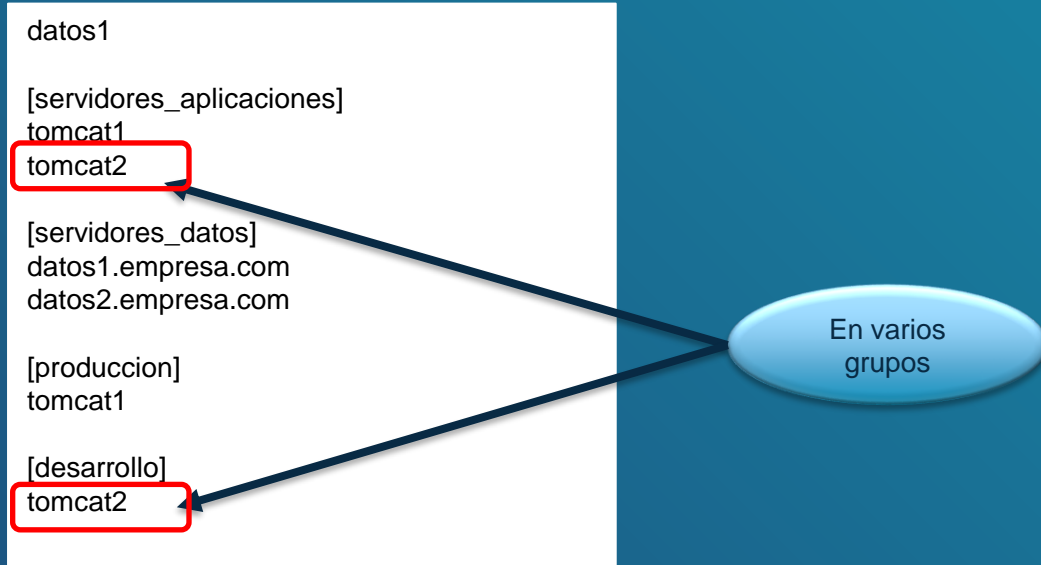 datos1
[servidores_aplicaciones]
tomcat1
tomcat2
[servidores_datos]
datos1.empresa.com
datos2.empresa.com
[produccion]
tomcat1
[desarrollo]
tomcat2
En varios
grupos